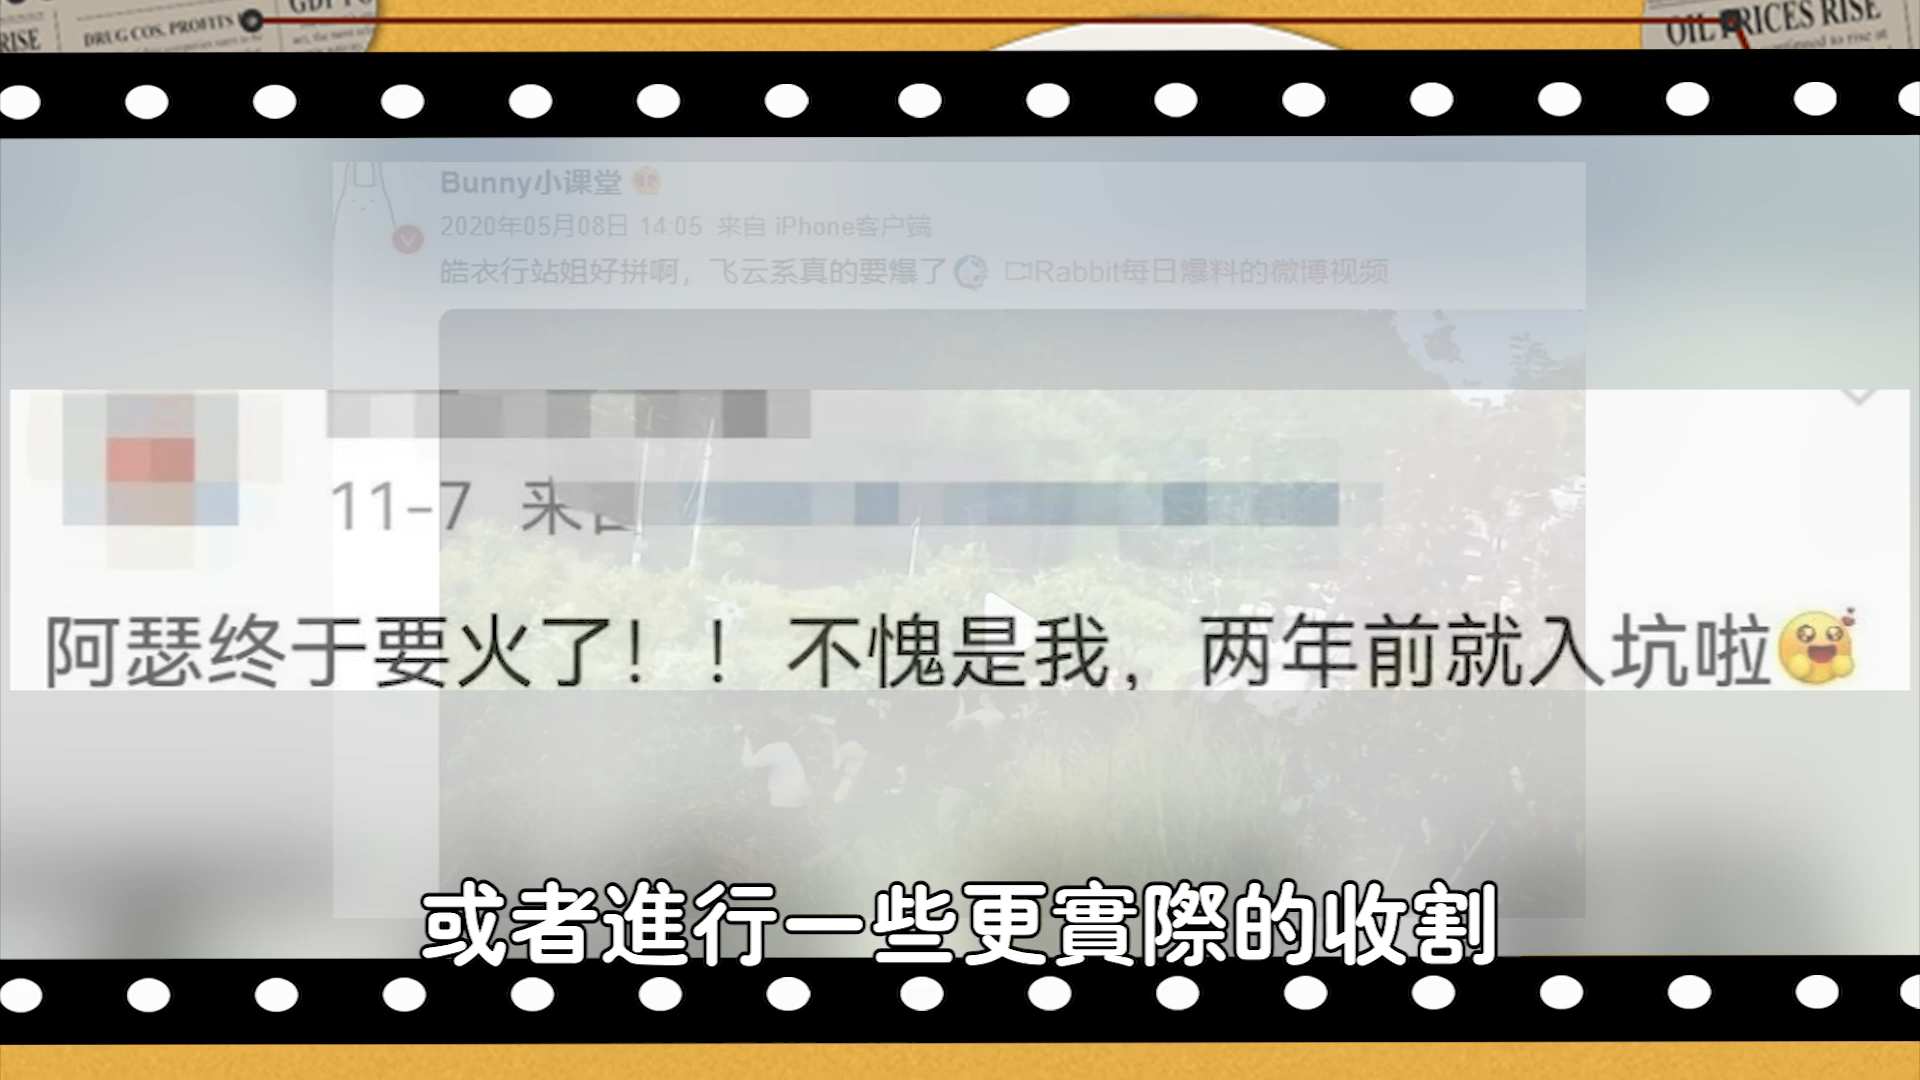 RISE
DRUG COS. PROFITS
OIL PRICES RISE
continued to rise at
Bunny小课堂
2020年05月08日 14:05 来自 iPhone客户端
皓衣行站姐好拼啊，飞云系真的要爆了 Rabbit每日爆料的微博视频
11-7 来自
阿瑟终于要火了！！不愧是我，两年前就入坑啦
或者進行一些更實際的收割